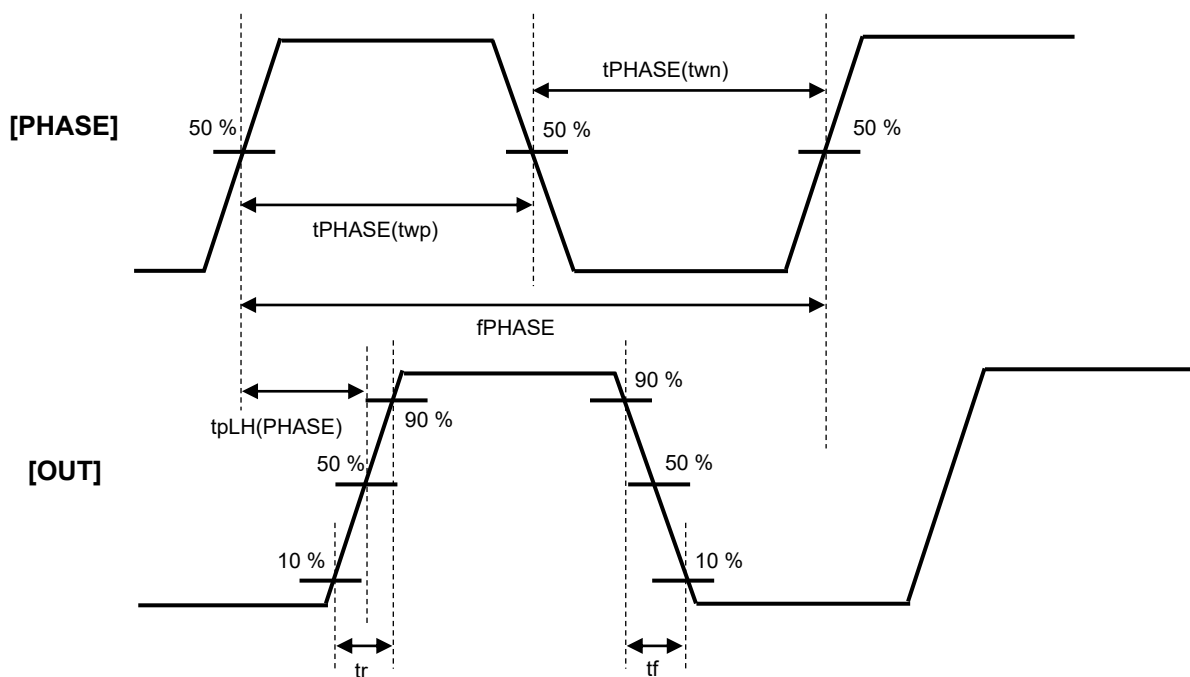 tPHASE(twn)
[PHASE]
50 %
50 %
50 %
tPHASE(twp)
fPHASE
90 %
tpLH(PHASE)
90 %
[OUT]
50 %
50 %
10 %
10 %
tr
tf